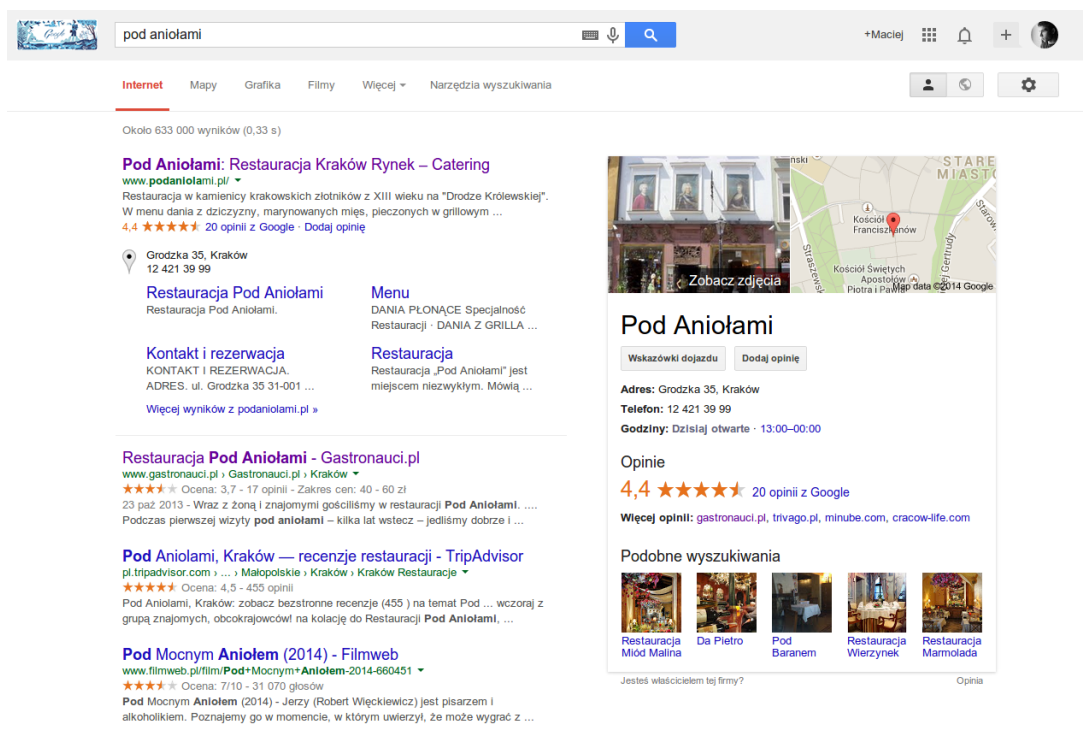 Google
pod aniołami
+Maciej
Internet Mapy Grafika Filmy Więcej Narzędzia wyszukiwania
Około 633 000 wyników (0,33 s)
Pod Aniołami: Restauracja Kraków Rynek – Catering
www.podaniolami.pl/
Restauracja w kamienicy krakowskich złotników z XIII wieku na "Drodze Królewskiej".
W menu dania z dziczyzny, marynowanych mięs, pieczonych w grillowym ...
4,4 20 opinii z Google · Dodaj opinię
Grodzka 35, Kraków
12 421 39 99
Restauracja Pod Aniołami
Restauracja Pod Aniołami.
Menu
DANIA PŁONĄCE Specjalność
Restauracji · DANIA Z GRILLA ...
Kontakt i rezerwacja
KONTAKT I REZERWACJA.
ADRES. ul. Grodzka 35 31-001 ...
Restauracja
Restauracja „Pod Aniołami” jest
miejscem niezwykłym. Mówią ...
Więcej wyników z podaniolami.pl »
Restauracja Pod Aniołami - Gastronauci.pl
www.gastronauci.pl › Gastronauci.pl › Kraków
Ocena: 3,7 - 17 opinii - Zakres cen: 40 - 60 zł
23 paź 2013 - Wraz z żoną i znajomymi gościliśmy w restauracji Pod Aniołami. ....
Podczas pierwszej wizyty pod aniołami – kilka lat wstecz – jedliśmy dobrze i ...
Pod Aniolami, Kraków — recenzje restauracji - TripAdvisor
pl.tripadvisor.com › ... › Małopolskie › Kraków › Kraków Restauracje
Ocena: 4,5 - 455 opinii
Pod Aniolami, Kraków: zobacz bezstronne recenzje (455 ) na temat Pod ... wczoraj z
grupą znajomych, obcokrajowców! na kolację do Restauracji Pod Aniołami, ...
Pod Mocnym Aniołem (2014) - Filmweb
www.filmweb.pl/film/Pod+Mocnym+Aniołem-2014-660451
Ocena: 7/10 - 31 070 głosów
Pod Mocnym Aniołem (2014) - Jerzy (Robert Więckiewicz) jest pisarzem i
alkoholikiem. Poznajemy go w momencie, w którym uwierzył, że może wygrać z ...
Zobacz zdjęcia
ński
STARE
MIASTO
Kościół
Franciszkanów
Straszewsk
Starow
j Gertrudy
Kościół Świętych
Apostołów
Piotra i Pawła
Map data ©2014 Google
Pod Aniołami
Wskazówki dojazdu Dodaj opinię
Adres: Grodzka 35, Kraków
Telefon: 12 421 39 99
Godziny: Dzisiaj otwarte · 13:00–00:00
Opinie
4,4 20 opinii z Google
Więcej opinii: gastronauci.pl, trivago.pl, minube.com, cracow-life.com
Podobne wyszukiwania
Restauracja
Miód Malina
Da Pietro
Pod
Baranem
Restauracja
Wierzynek
Restauracja
Marmolada
Jesteś właścicielem tej firmy? Opinia